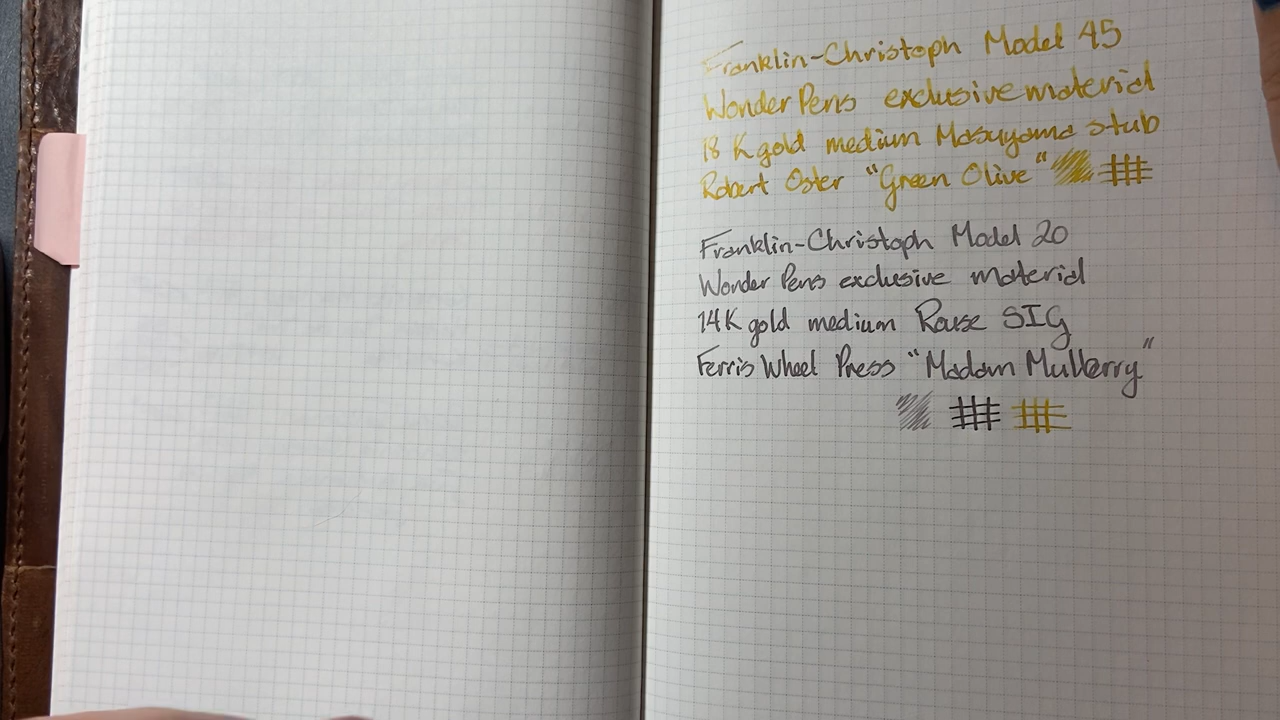 Franklin-Christoph Model 45
Wonder Pens exclusive material
18K gold medium Masuyama stub
Robert Oster "Green Olive"
Franklin-Christoph Model 20
Wonder Pens exclusive material
14K gold medium Rouse SIG
Ferris Wheel Press "Madam Mulberry"